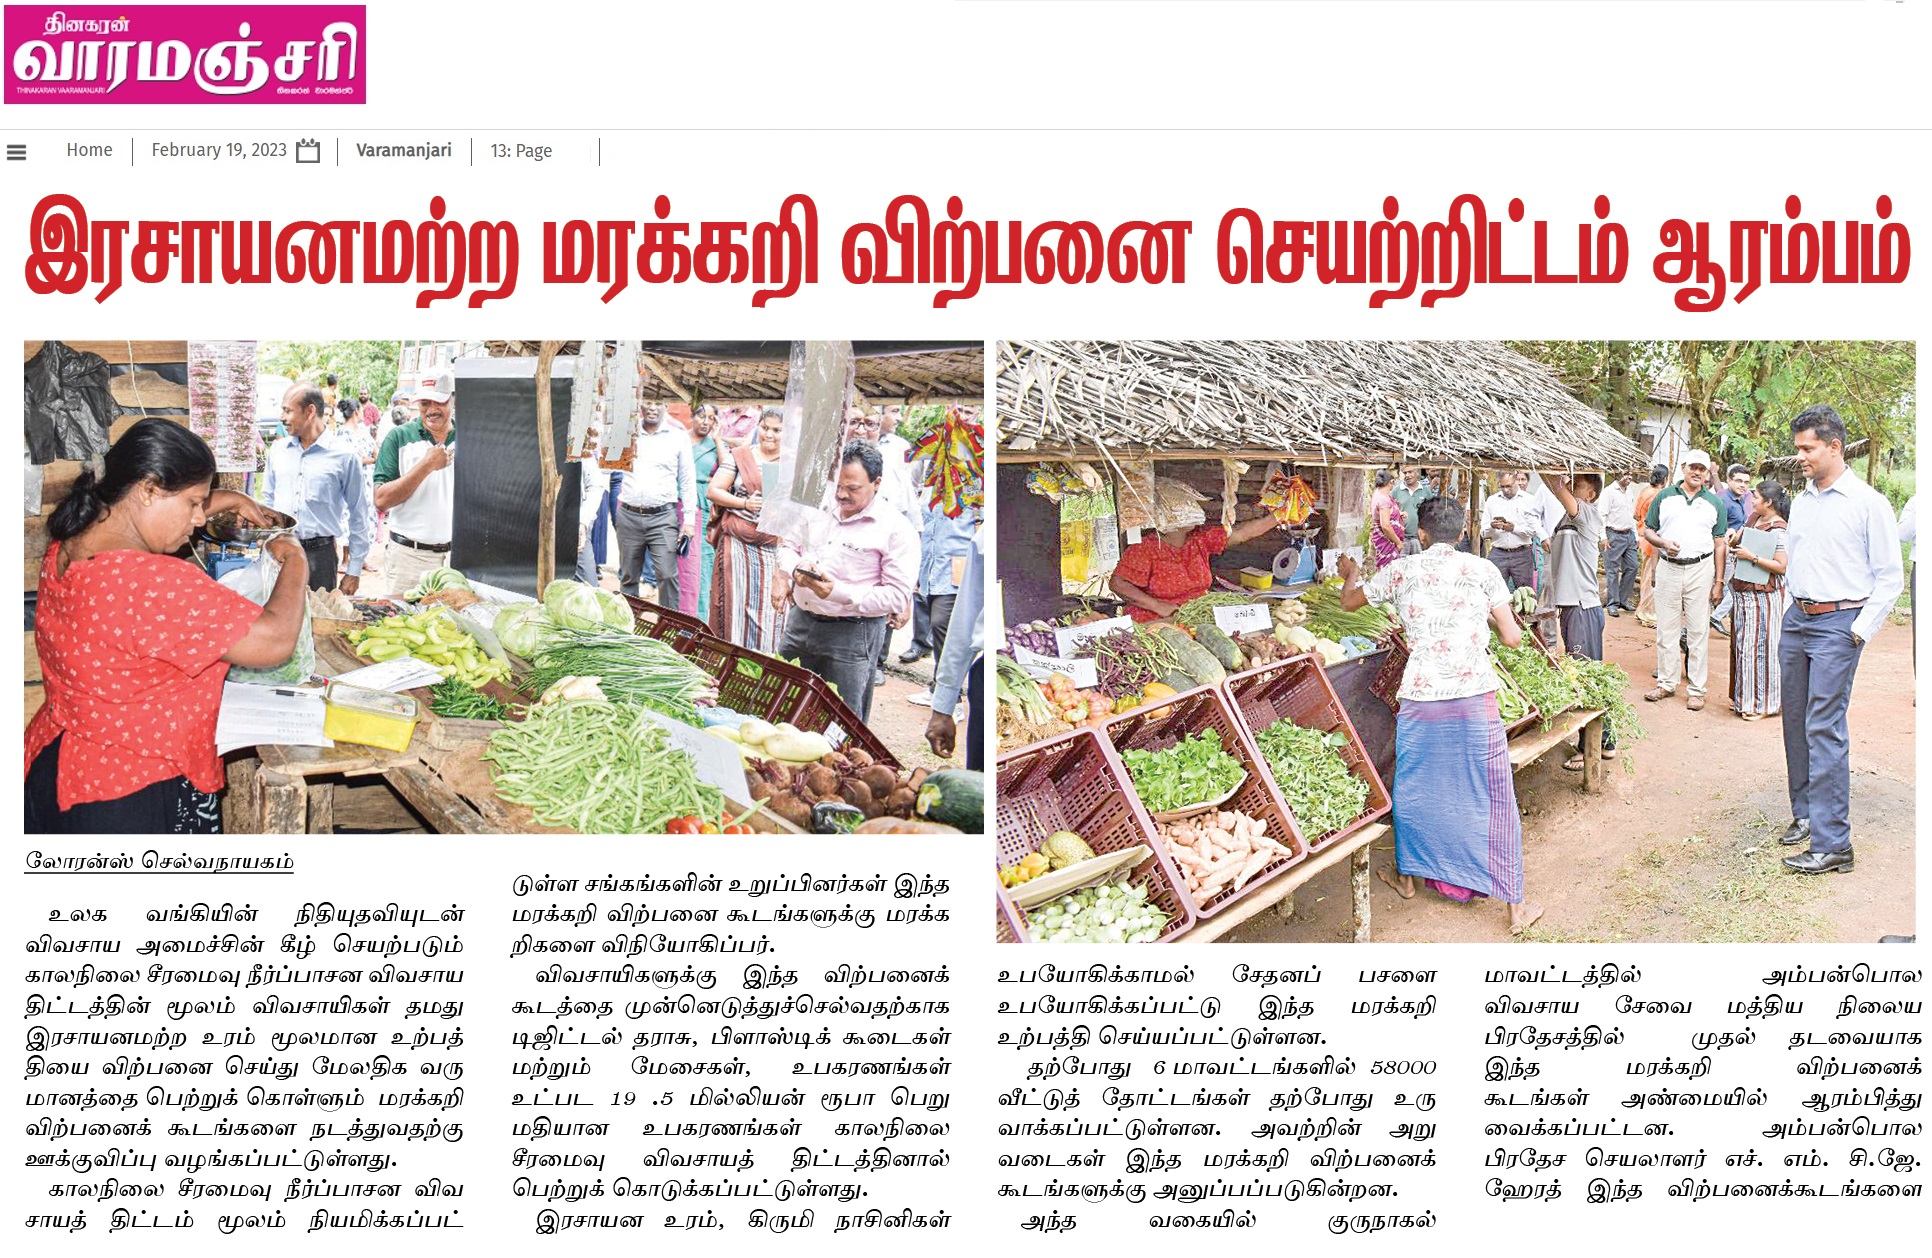 தினகரன்
வாரமஞ்சரி
THINAKARAN VAARAMANJARI
தினகரன் வாரமஞ்சரி
Home
February 19, 2023
Varamanjari
13: Page
இரசாயனமற்ற மரக்கறி விற்பனை செயற்றிட்டம் ஆரம்பம்
லோரன்ஸ் செல்வநாயகம்
உலக வங்கியின் நிதியுதவியுடன்
விவசாய அமைச்சின் கீழ் செயற்படும்
காலநிலை சீரமைவு நீர்ப்பாசன விவசாய
திட்டத்தின் மூலம் விவசாயிகள் தமது
இரசாயனமற்ற உரம் மூலமான உற்பத்
தியை விற்பனை செய்து மேலதிக வரு
மானத்தை பெற்றுக் கொள்ளும் மரக்கறி
விற்பனைக் கூடங்களை நடத்துவதற்கு
ஊக்குவிப்பு வழங்கப்பட்டுள்ளது.
காலநிலை சீரமைவு நீர்ப்பாசன விவ
சாயத் திட்டம் மூலம் நியமிக்கப்பட்
டுள்ள சங்கங்களின் உறுப்பினர்கள் இந்த
மரக்கறி விற்பனை கூடங்களுக்கு மரக்க
றிகளை விநியோகிப்பர்.
விவசாயிகளுக்கு இந்த விற்பனைக்
கூடத்தை முன்னெடுத்துச்செல்வதற்காக
டிஜிட்டல் தராசு, பிளாஸ்டிக் கூடைகள்
மற்றும் மேசைகள், உபகரணங்கள்
உட்பட 19 .5 மில்லியன் ரூபா பெறு
மதியான உபகரணங்கள் காலநிலை
சீரமைவு விவசாயத் திட்டத்தினால்
பெற்றுக் கொடுக்கப்பட்டுள்ளது.
இரசாயன உரம், கிருமி நாசினிகள்
உபயோகிக்காமல் சேதனப் பசளை
உபயோகிக்கப்பட்டு இந்த மரக்கறி
உற்பத்தி செய்யப்பட்டுள்ளன.
தற்போது 6 மாவட்டங்களில் 58000
வீட்டுத் தோட்டங்கள் தற்போது உரு
வாக்கப்பட்டுள்ளன. அவற்றின் அறு
வடைகள் இந்த மரக்கறி விற்பனைக்
கூடங்களுக்கு அனுப்பப்படுகின்றன.
அந்த வகையில் குருநாகல்
மாவட்டத்தில் அம்பன்பொல
விவசாய சேவை மத்திய நிலைய
பிரதேசத்தில் முதல் தடவையாக
இந்த மரக்கறி விற்பனைக்
கூடங்கள் அண்மையில் ஆரம்பித்து
வைக்கப்பட்டன. அம்பன்பொல
பிரதேச செயலாளர் எச். எம். சி.ஜே.
ஹேரத் இந்த விற்பனைக்கூடங்களை